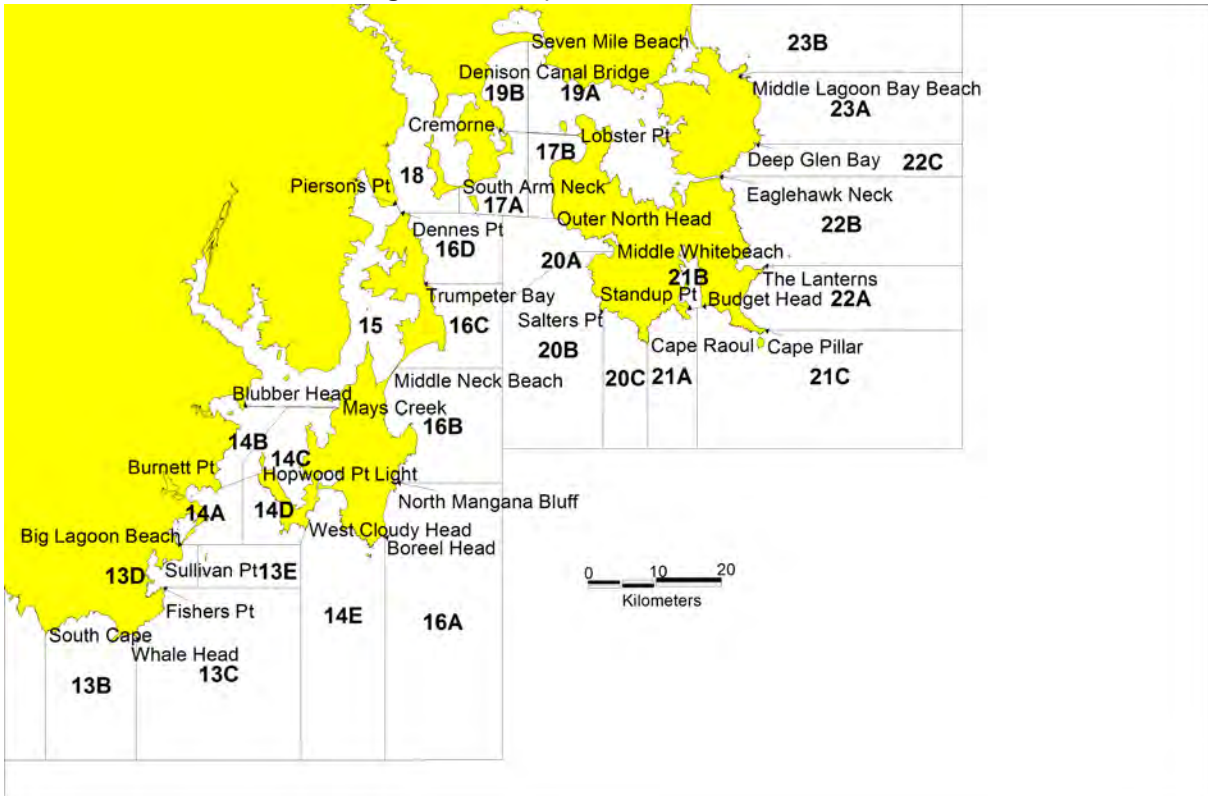 Seven Mile Beach
23B
Denison Canal Bridge
Middle Lagoon Bay Beach
19B
19A
23A
Cremorne
Lobster Pt
17B
Deep Glen Bay
22C
18
Piersons Pt
South Arm Neck
Eaglehawk Neck
17A
Outer North Head
22B
Dennes Pt
16D
20A
Middle Whitebeach
21B
The Lanterns
Trumpeter Bay
Standup Pt
Budget Head
22A
16C
15
Salters Pt
20B
Cape Raoul
Cape Pillar
20C
21A
21C
Middle Neck Beach
Blubber Head
Mays Creek
16B
14B
14C
Burnett Pt
Hopwood Pt Light
North Mangana Bluff
14A
14D
Big Lagoon Beach
West Cloudy Head
Boreel Head
13D
Sullivan Pt
13E
0 10 20
Kilometers
Fishers Pt
14E
16A
South Cape
Whale Head
13C
13B